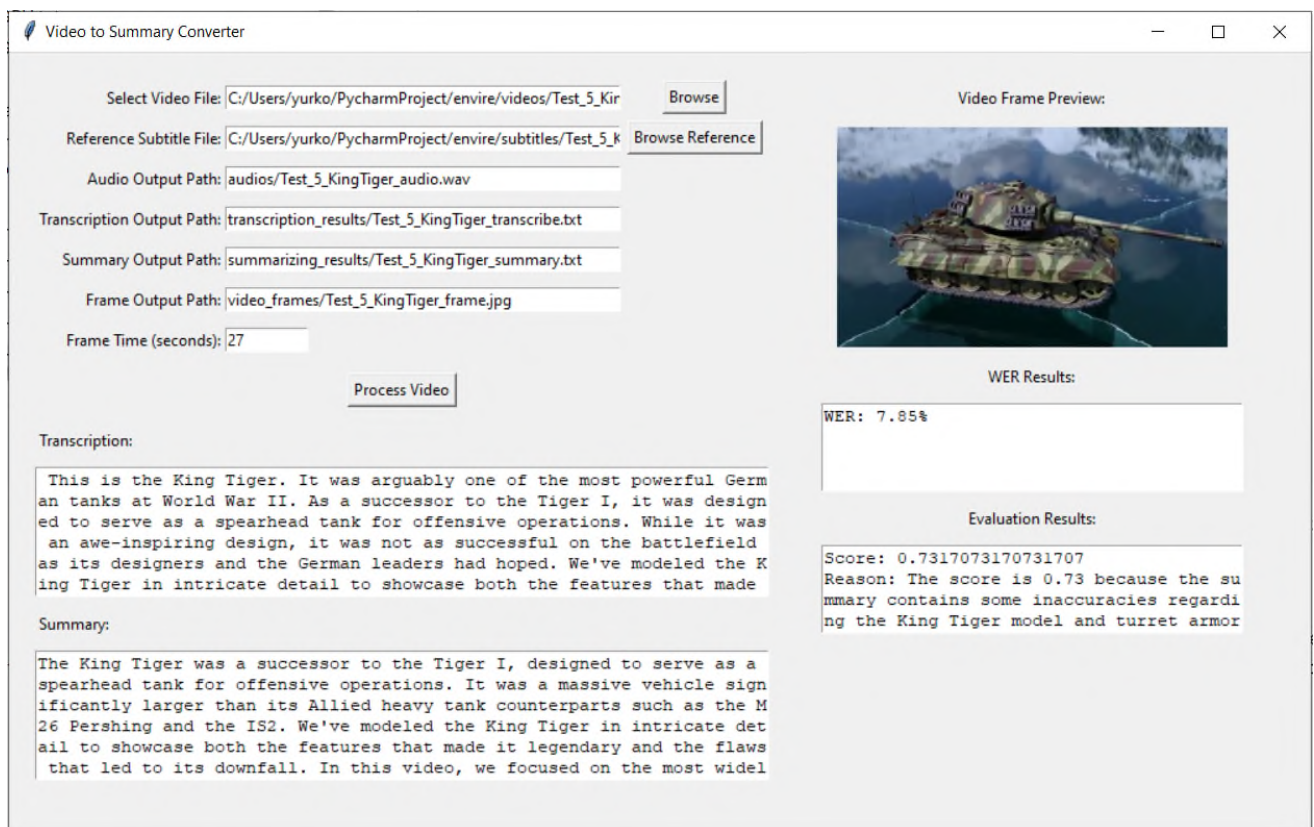 Video to Summary Converter
Select Video File: C:/Users/yurko/PycharmProject/envire/videos/Test_5_Kin Browse
Reference Subtitle File: C:/Users/yurko/PycharmProject/envire/subtitles/Test_5_K Browse Reference
Audio Output Path: audios/Test_5_KingTiger_audio.wav
Transcription Output Path: transcription_results/Test_5_KingTiger_transcribe.txt
Summary Output Path: summarizing_results/Test_5_KingTiger_summary.txt
Frame Output Path: video_frames/Test_5_KingTiger_frame.jpg
Frame Time (seconds): 27
Process Video
Transcription:
This is the King Tiger. It was arguably one of the most powerful Germ
an tanks at World War II. As a successor to the Tiger I, it was design
ed to serve as a spearhead tank for offensive operations. While it was
an awe-inspiring design, it was not as successful on the battlefield
as its designers and the German leaders had hoped. We've modeled the K
ing Tiger in intricate detail to showcase both the features that made
Summary:
The King Tiger was a successor to the Tiger I, designed to serve as a
spearhead tank for offensive operations. It was a massive vehicle sign
ificantly larger than its Allied heavy tank counterparts such as the M
26 Pershing and the IS2. We've modeled the King Tiger in intricate det
ail to showcase both the features that made it legendary and the flaws
that led to its downfall. In this video, we focused on the most widel
Video Frame Preview:
WER Results:
WER: 7.85%
Evaluation Results:
Score: 0.7317073170731707
Reason: The score is 0.73 because the su
mmary contains some inaccuracies regardi
ng the King Tiger model and turret armor